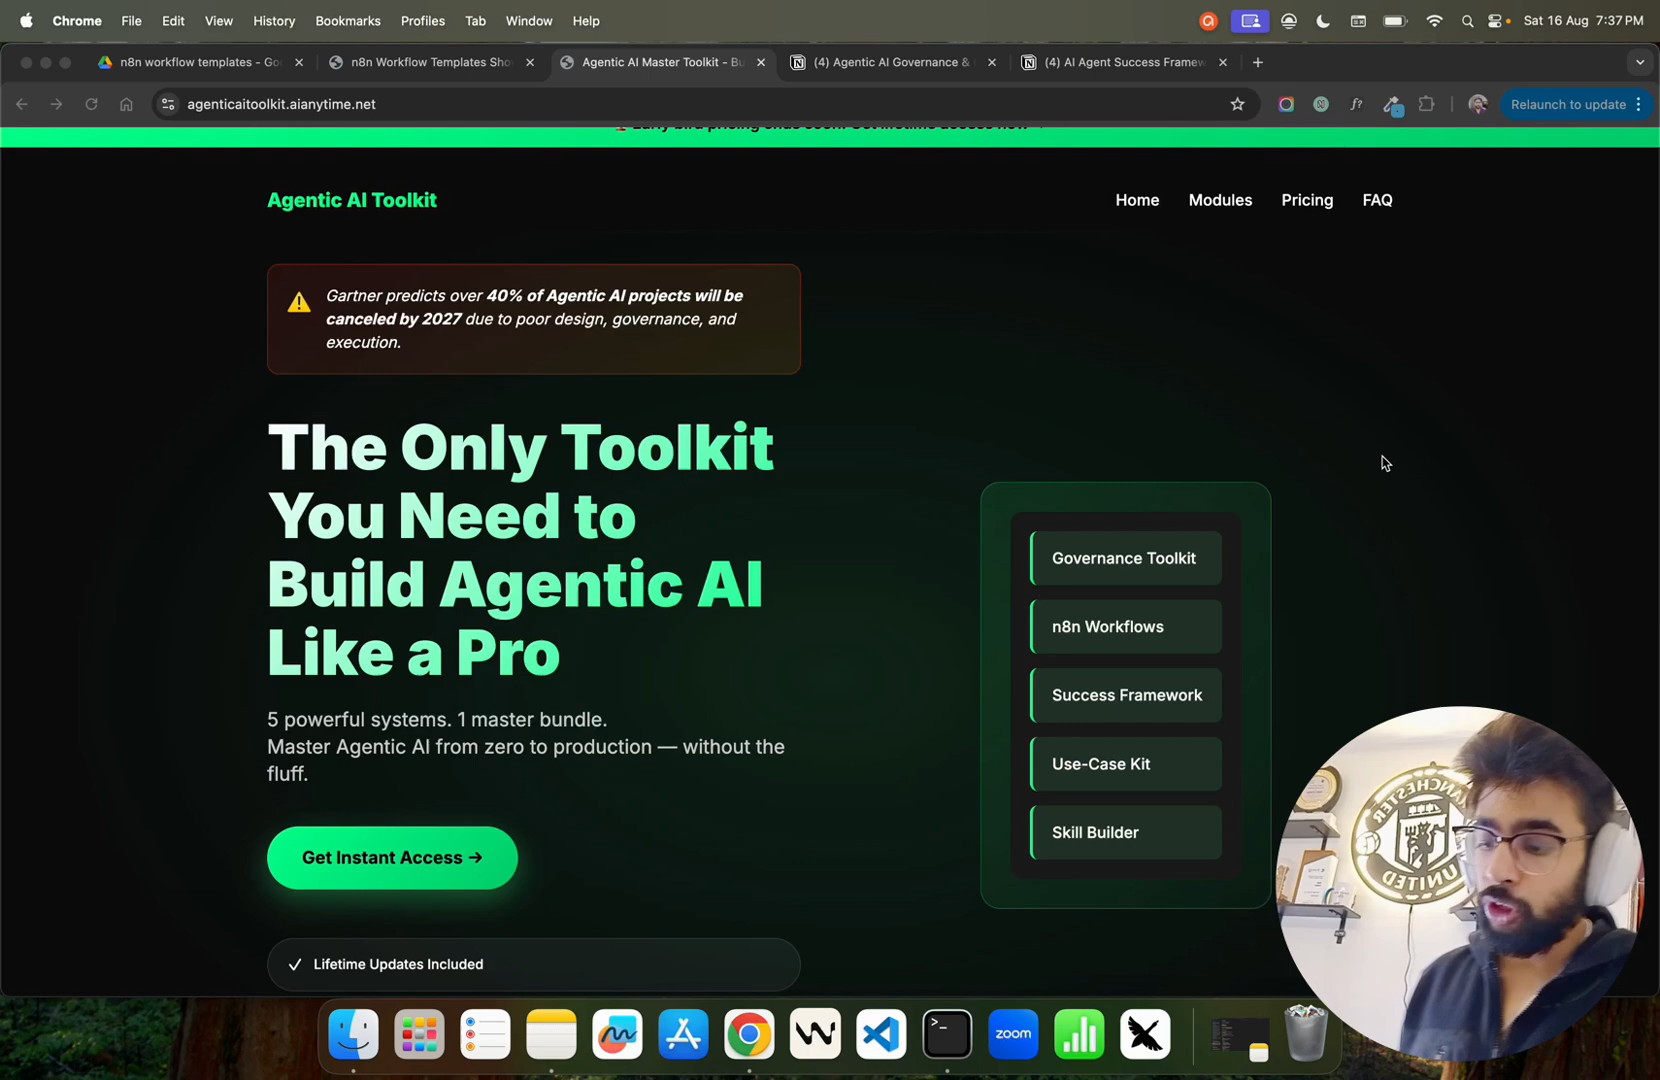 Chrome File Edit View History Bookmarks Profiles Tab Window Help
Sat 16 Aug 7:37 PM
n8n workflow templates - Go
n8n Workflow Templates Sho
Agentic AI Master Toolkit - Bu
(4) Agentic AI Governance &
(4) AI Agent Success Framew
agenticaitoolkit.aianytime.net
Relaunch to update
Agentic AI Toolkit
Home Modules Pricing FAQ
Gartner predicts over 40% of Agentic AI projects will be
canceled by 2027 due to poor design, governance, and
execution.
The Only Toolkit
You Need to
Build Agentic AI
Like a Pro
5 powerful systems. 1 master bundle.
Master Agentic AI from zero to production — without the
fluff.
Get Instant Access →
✓ Lifetime Updates Included
Governance Toolkit
n8n Workflows
Success Framework
Use-Case Kit
Skill Builder
UNITED
zoom